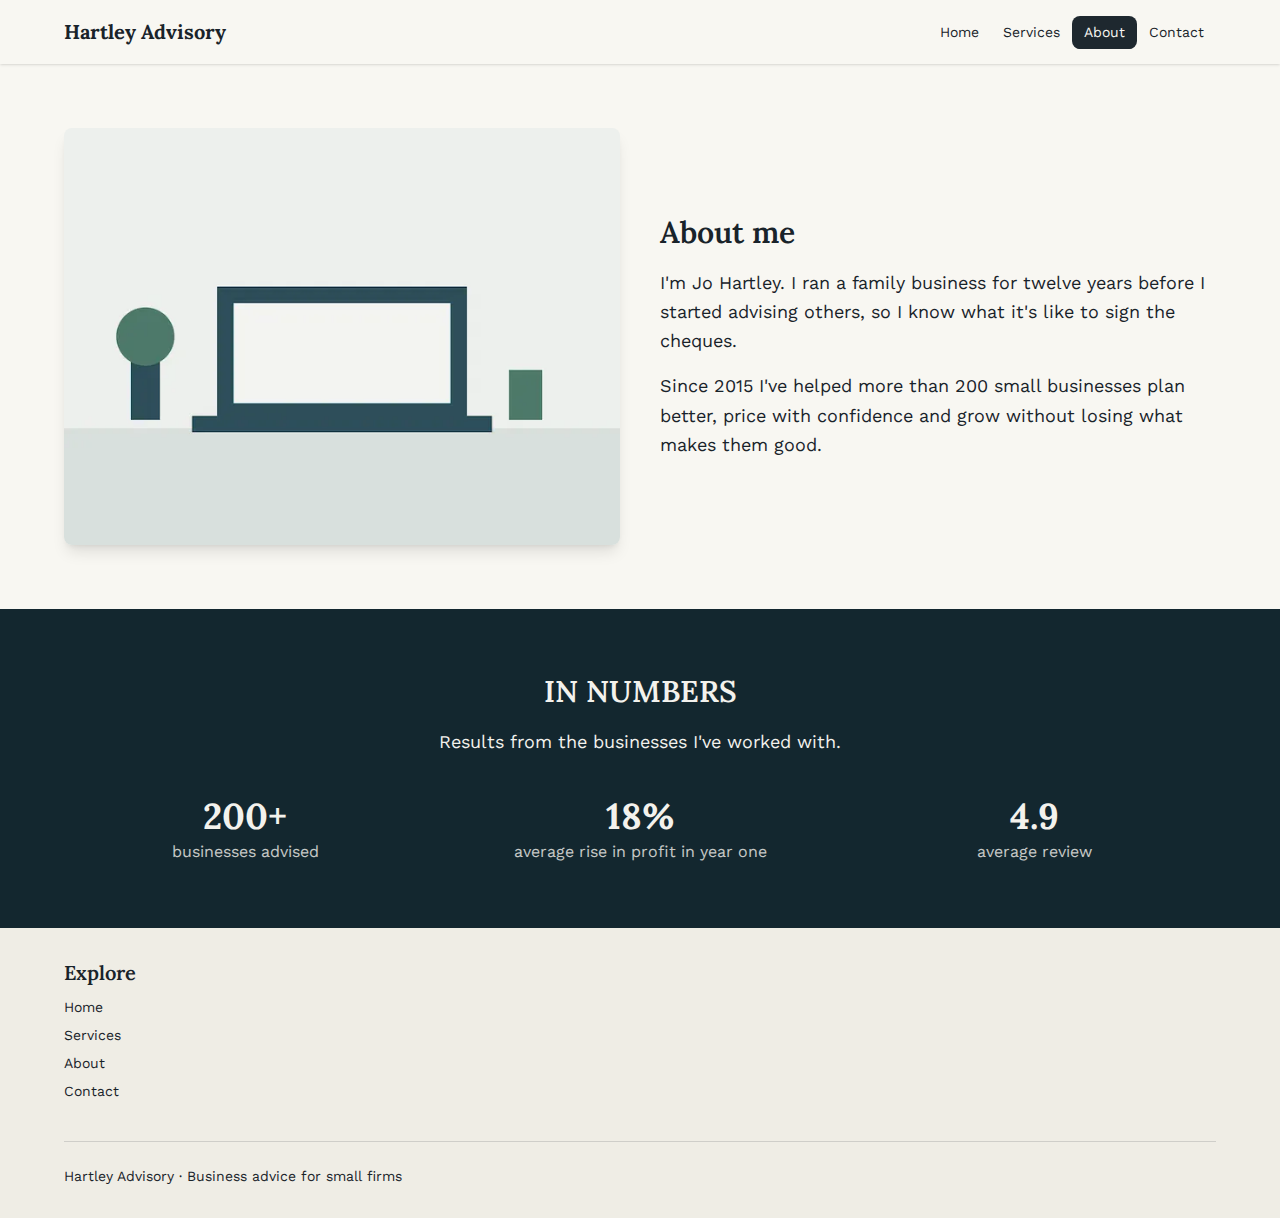 Hartley Advisory
Home Services About Contact
About me
I'm Jo Hartley. I ran a family business for twelve years before I
started advising others, so I know what it's like to sign the
cheques.
Since 2015 I've helped more than 200 small businesses plan
better, price with confidence and grow without losing what
makes them good.
IN NUMBERS
Results from the businesses I've worked with.
200+
businesses advised
18%
average rise in profit in year one
4.9
average review
Explore
Home
Services
About
Contact
Hartley Advisory · Business advice for small firms